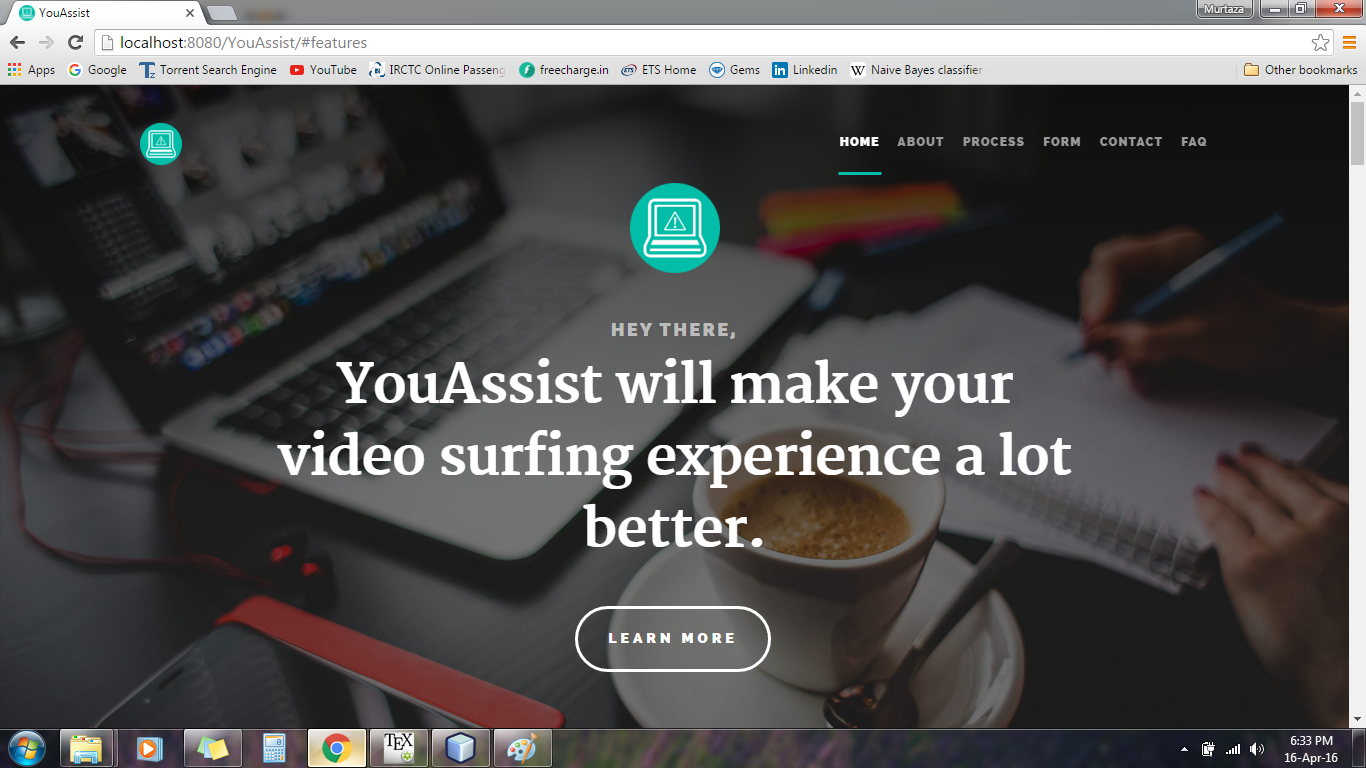 YouAssist
Murtaza
localhost:8080/YouAssist/#features
Apps Google Torrent Search Engine YouTube IRCTC Online Passeng freecharge.in ETS Home Gems Linkedin Naive Bayes classifier Other bookmarks
HOME ABOUT PROCESS FORM CONTACT FAQ
HEY THERE,
YouAssist will make your
video surfing experience a lot
better.
LEARN MORE
TEX
6:33 PM
16-Apr-16